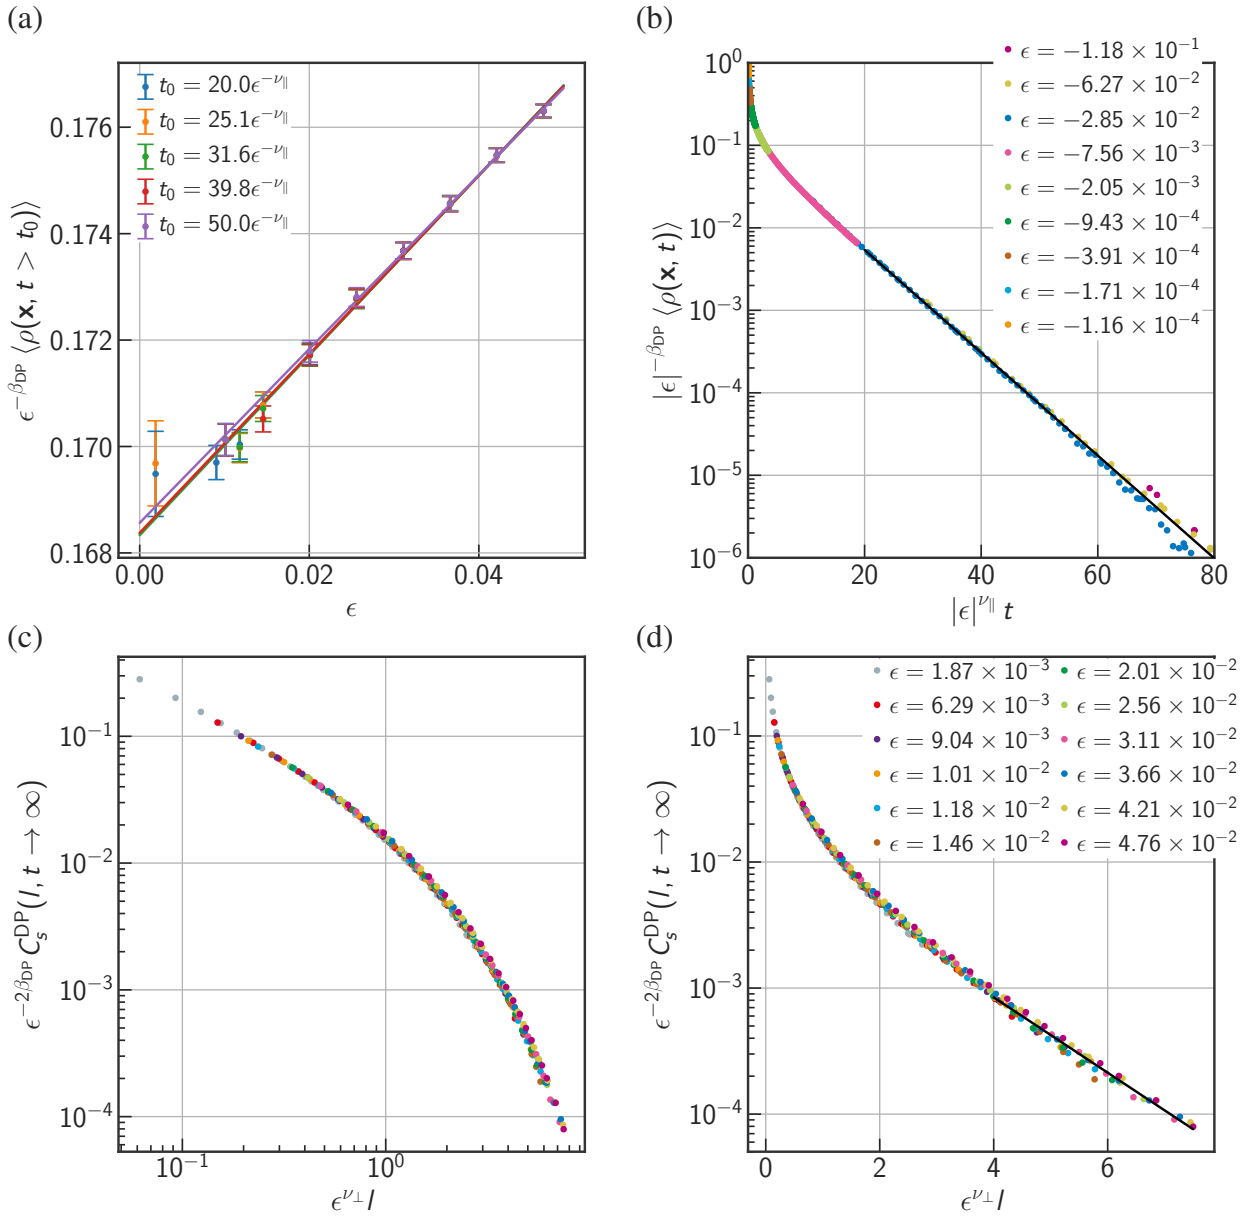 (a)
t₀ = 20.0ϵ^{−ν∥}
t₀ = 25.1ϵ^{−ν∥}
t₀ = 31.6ϵ^{−ν∥}
t₀ = 39.8ϵ^{−ν∥}
t₀ = 50.0ϵ^{−ν∥}
0.176
0.174
0.172
0.170
0.168
0.00
0.02
0.04
ϵ^{−β_DP} ⟨ρ(x, t > t₀)⟩
ϵ
(b)
ϵ = −1.18 × 10⁻¹
ϵ = −6.27 × 10⁻²
ϵ = −2.85 × 10⁻²
ϵ = −7.56 × 10⁻³
ϵ = −2.05 × 10⁻³
ϵ = −9.43 × 10⁻⁴
ϵ = −3.91 × 10⁻⁴
ϵ = −1.71 × 10⁻⁴
ϵ = −1.16 × 10⁻⁴
10⁰
10⁻¹
10⁻²
10⁻³
10⁻⁴
10⁻⁵
10⁻⁶
0
20
40
60
80
|ϵ|^{−β_DP} ⟨ρ(x, t)⟩
|ϵ|^{ν∥} t
(c)
10⁻¹
10⁻²
10⁻³
10⁻⁴
10⁻¹
10⁰
ϵ^{−2β_DP} C_s^{DP}(l, t → ∞)
ϵ^{ν⊥} l
(d)
ϵ = 1.87 × 10⁻³
ϵ = 6.29 × 10⁻³
ϵ = 9.04 × 10⁻³
ϵ = 1.01 × 10⁻²
ϵ = 1.18 × 10⁻²
ϵ = 1.46 × 10⁻²
ϵ = 2.01 × 10⁻²
ϵ = 2.56 × 10⁻²
ϵ = 3.11 × 10⁻²
ϵ = 3.66 × 10⁻²
ϵ = 4.21 × 10⁻²
ϵ = 4.76 × 10⁻²
10⁻¹
10⁻²
10⁻³
10⁻⁴
0
2
4
6
ϵ^{−2β_DP} C_s^{DP}(l, t → ∞)
ϵ^{ν⊥} l